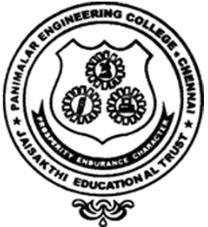 PANIMALAR ENGINEERING COLLEGE • CHENNAI
JAISAKTHI EDUCATIONAL TRUST
PROSPERITY ENDURANCE CHARACTER